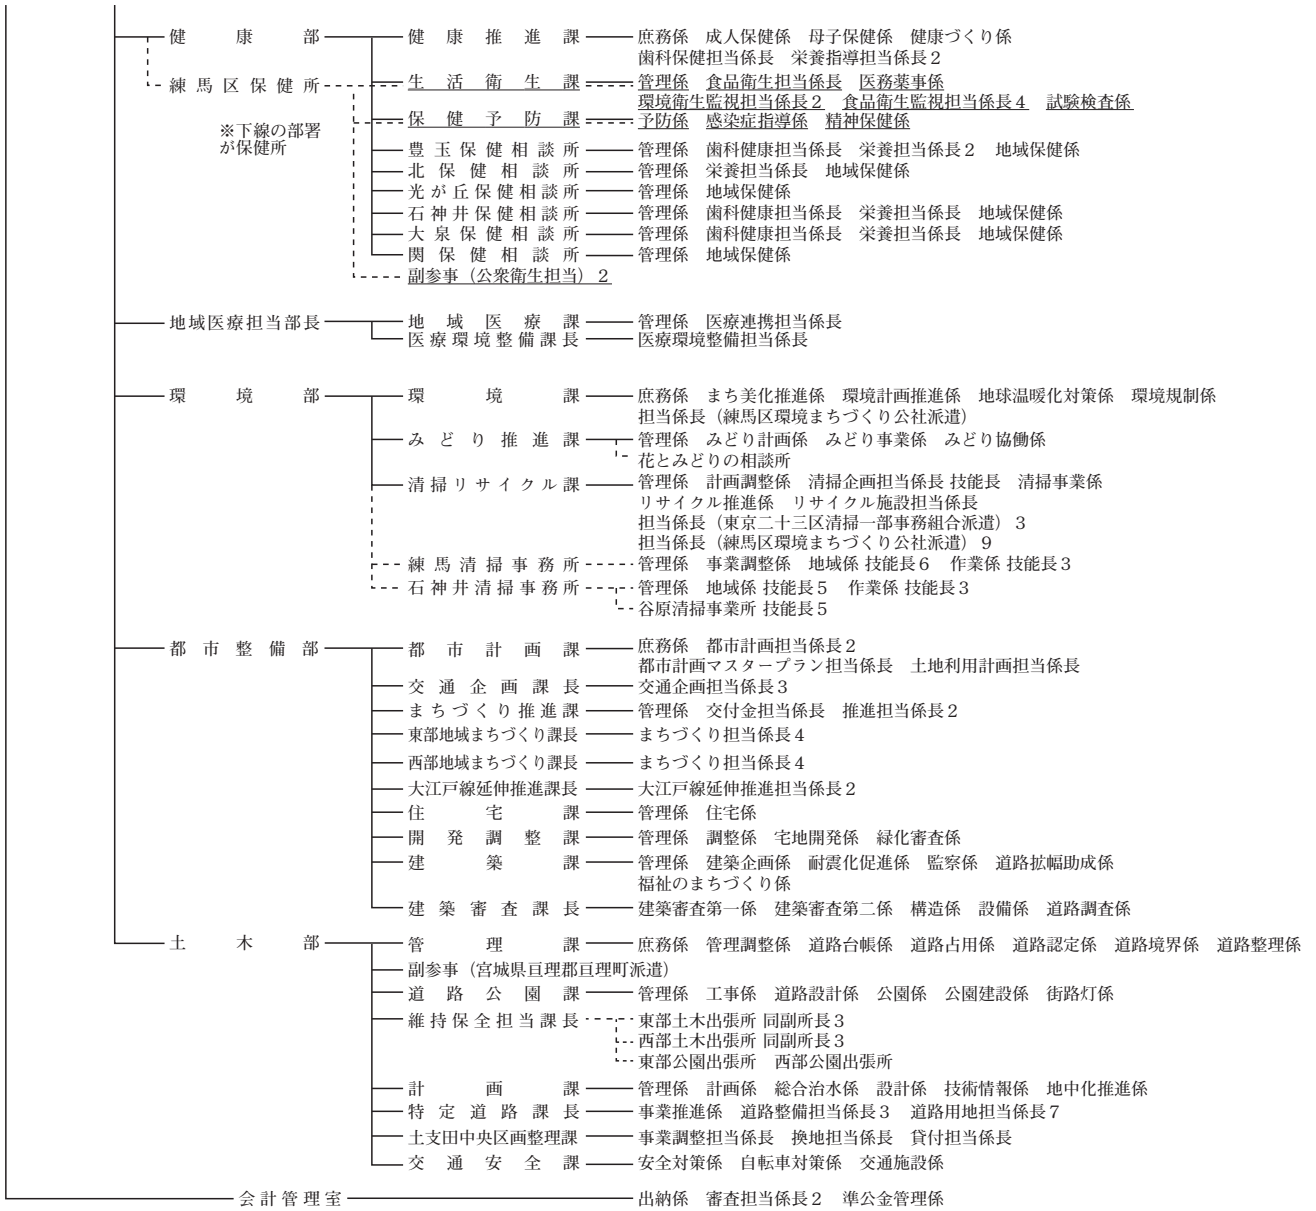 健康部 健康推進課 庶務係 成人保健係 母子保健係 健康づくり係
歯科保健担当係長 栄養指導担当係長２
練馬区保健所 生活衛生課 管理係 食品衛生担当係長 医務薬事係
環境衛生監視担当係長２ 食品衛生監視担当係長４ 試験検査係
保健予防課 予防係 感染症指導係 精神保健係
※下線の部署
が保健所
豊玉保健相談所 管理係 歯科健康担当係長 栄養担当係長２ 地域保健係
北保健相談所 管理係 栄養担当係長 地域保健係
光が丘保健相談所 管理係 地域保健係
石神井保健相談所 管理係 歯科健康担当係長 栄養担当係長 地域保健係
大泉保健相談所 管理係 歯科健康担当係長 栄養担当係長 地域保健係
関保健相談所 管理係 地域保健係
副参事（公衆衛生担当）２
地域医療担当部長 地域医療課 管理係 医療連携担当係長
医療環境整備課長 医療環境整備担当係長
環境部 環境課 庶務係 まち美化推進係 環境計画推進係 地球温暖化対策係 環境規制係
担当係長（練馬区環境まちづくり公社派遣）
みどり推進課 管理係 みどり計画係 みどり事業係 みどり協働係
花とみどりの相談所
清掃リサイクル課 管理係 計画調整係 清掃企画担当係長 技能長 清掃事業係
リサイクル推進係 リサイクル施設担当係長
担当係長（東京二十三区清掃一部事務組合派遣）３
担当係長（練馬区環境まちづくり公社派遣）９
練馬清掃事務所 管理係 事業調整係 地域係 技能長６ 作業係 技能長３
石神井清掃事務所 管理係 地域係 技能長５ 作業係 技能長３
谷原清掃事業所 技能長５
都市整備部 都市計画課 庶務係 都市計画担当係長２
都市計画マスタープラン担当係長 土地利用計画担当係長
交通企画課長 交通企画担当係長３
まちづくり推進課 管理係 交付金担当係長 推進担当係長２
東部地域まちづくり課長 まちづくり担当係長４
西部地域まちづくり課長 まちづくり担当係長４
大江戸線延伸推進課長 大江戸線延伸推進担当係長２
住宅課 管理係 住宅係
開発調整課 管理係 調整係 宅地開発係 緑化審査係
建築課 管理係 建築企画係 耐震化促進係 監察係 道路拡幅助成係
福祉のまちづくり係
建築審査課長 建築審査第一係 建築審査第二係 構造係 設備係 道路調査係
土木部 管理課 庶務係 管理調整係 道路台帳係 道路占用係 道路認定係 道路境界係 道路整理係
副参事（宮城県亘理郡亘理町派遣）
道路公園課 管理係 工事係 道路設計係 公園係 公園建設係 街路灯係
維持保全担当課長 東部土木出張所 同副所長３
西部土木出張所 同副所長３
東部公園出張所 西部公園出張所
計画課 管理係 計画係 総合治水係 設計係 技術情報係 地中化推進係
特定道路課長 事業推進係 道路整備担当係長３ 道路用地担当係長７
土支田中央区画整理課 事業調整担当係長 換地担当係長 貸付担当係長
交通安全課 安全対策係 自転車対策係 交通施設係
会計管理室 出納係 審査担当係長２ 準公金管理係